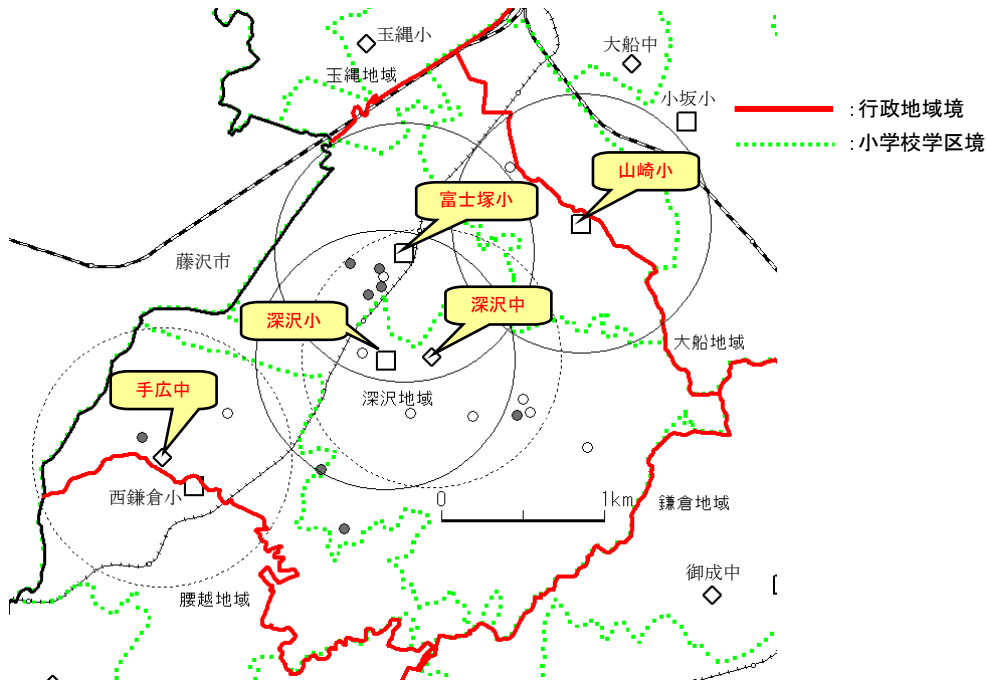 玉縄小
大船中
玉縄地域
小坂小
:行政地域境
:小学校学区境
山崎小
富士塚小
藤沢市
深沢小
深沢中
大船地域
手広中
深沢地域
西鎌倉小
0
1km
鎌倉地域
御成中
腰越地域